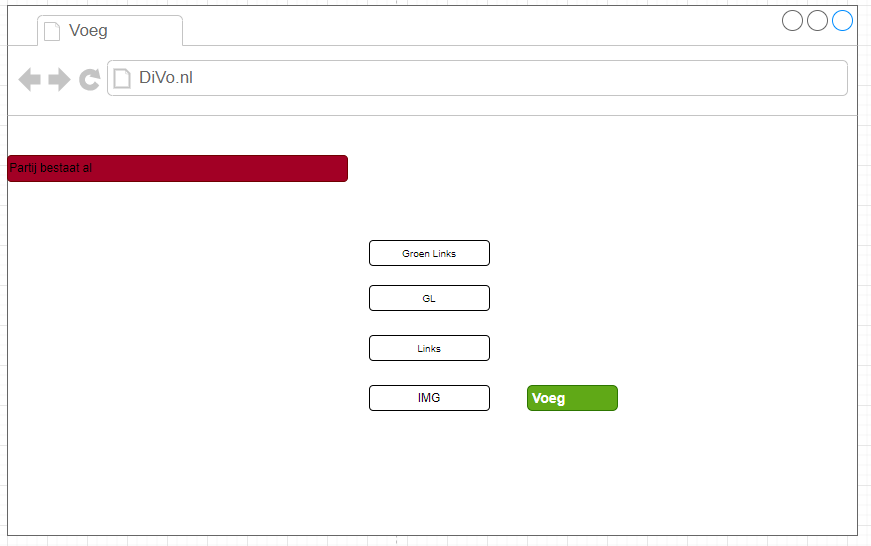 Voeg
DiVo.nl
Partij bestaat al
Groen Links
GL
Links
IMG
Voeg